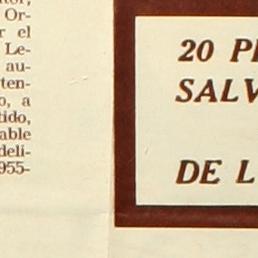 Or-
r el
Le-
au-
ten-
o, a
tido,
able
deli-
955-
20 P
SALV
DE L